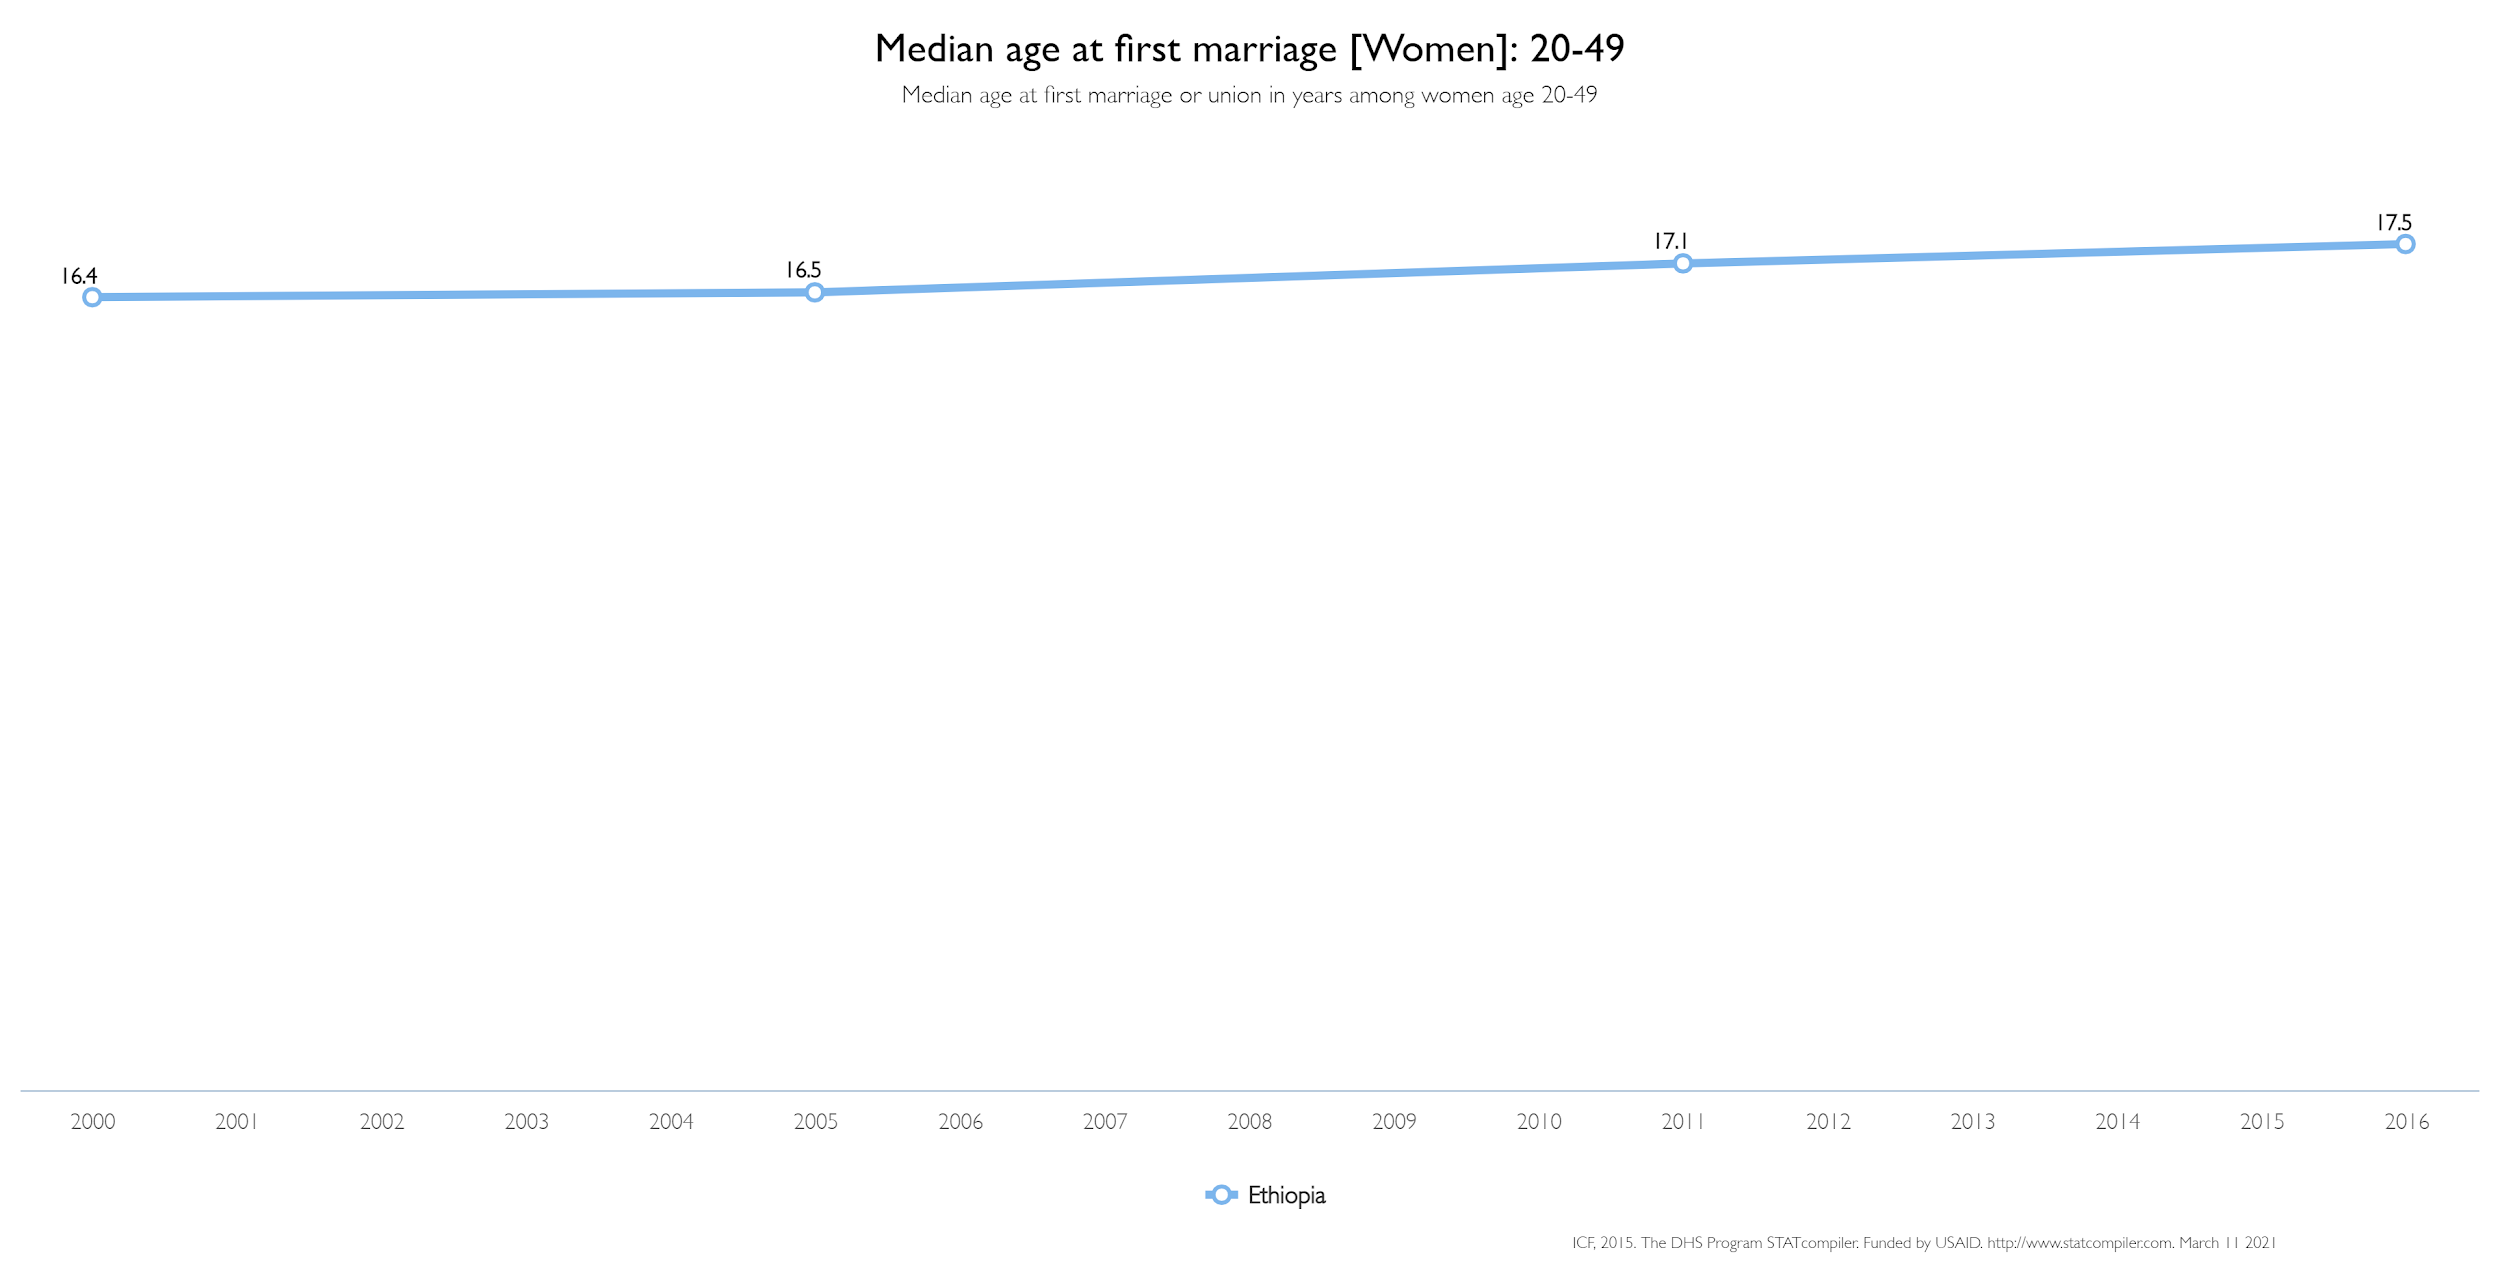 Median age at first marriage [Women]: 20-49
Median age at first marriage or union in years among women age 20-49
16.4
16.5
17.1
17.5
2000 2001 2002 2003 2004 2005 2006 2007 2008 2009 2010 2011 2012 2013 2014 2015 2016
Ethiopia
ICF, 2015. The DHS Program STATcompiler. Funded by USAID. http://www.statcompiler.com. March 11 2021